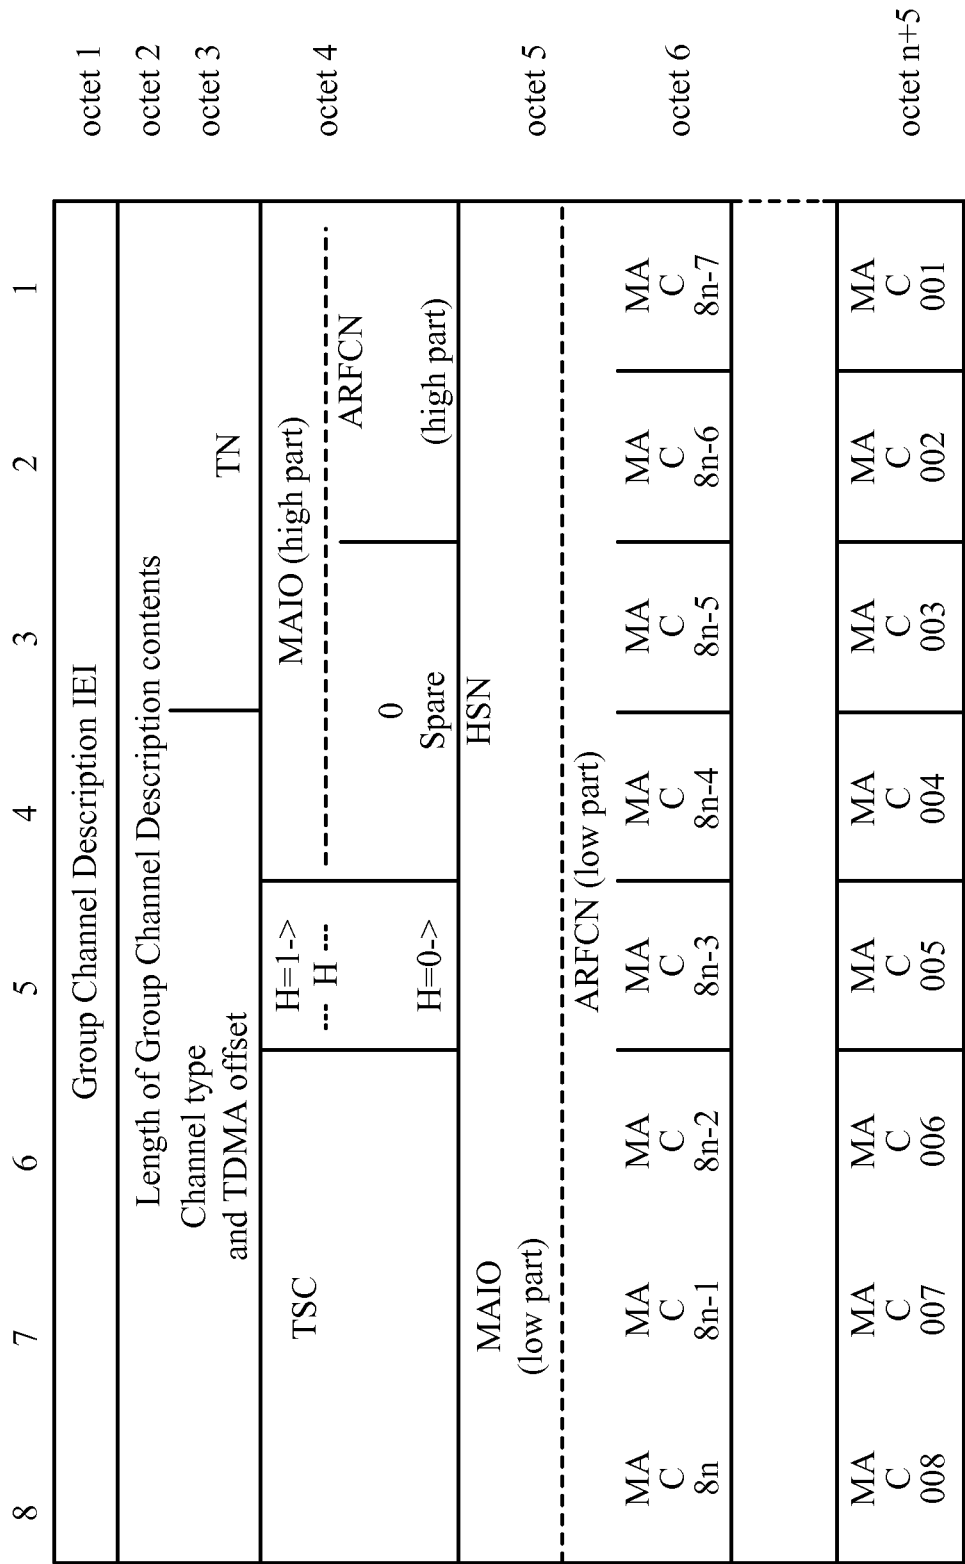 8 7 6 5 4 3 2 1
Group Channel Description IEI octet 1
Length of Group Channel Description contents octet 2
Channel type octet 3
and TDMA offset TN
H=1-> MAIO (high part)
TSC ---- H ---- octet 4
ARFCN
0
H=0-> Spare (high part)
MAIO HSN
(low part) octet 5
ARFCN (low part)
MA MA MA MA MA MA MA MA
C C C C C C C C octet 6
8n 8n-1 8n-2 8n-3 8n-4 8n-5 8n-6 8n-7
MA MA MA MA MA MA MA MA
C C C C C C C C octet n+5
008 007 006 005 004 003 002 001